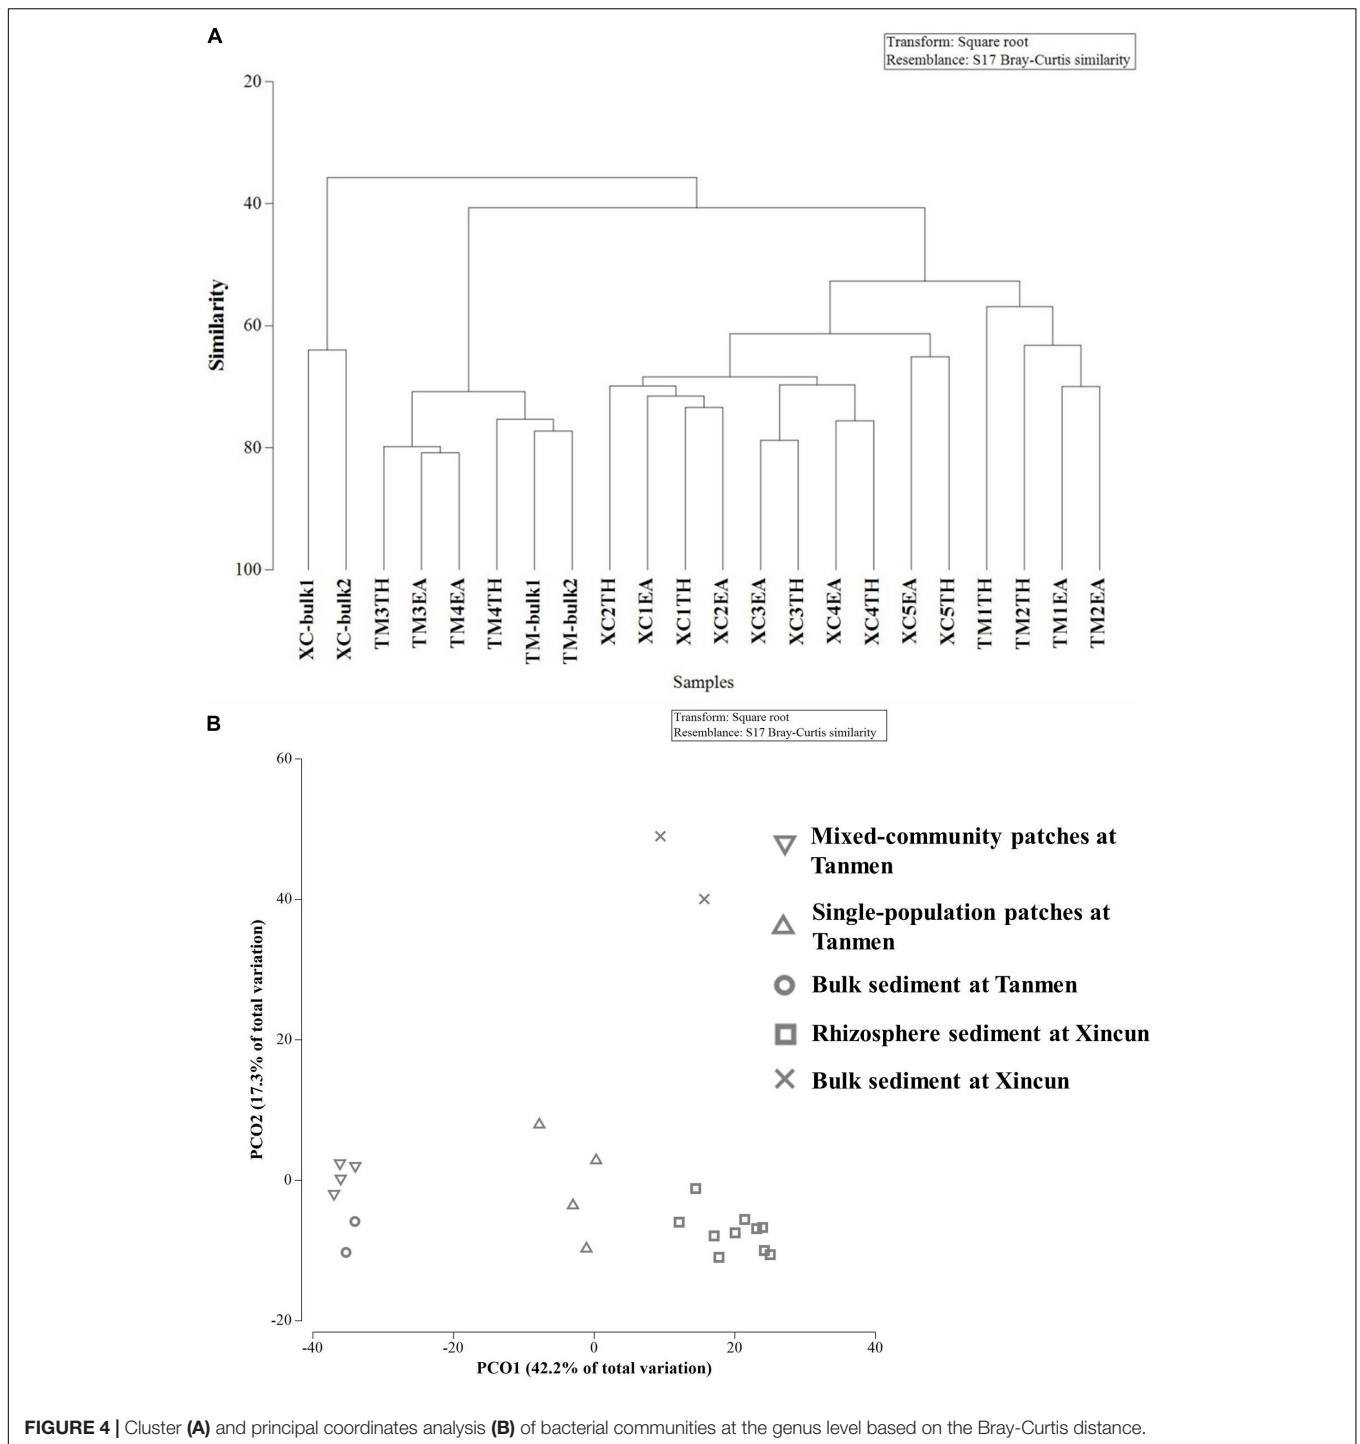 A
Transform: Square root
Resemblance: S17 Bray-Curtis similarity
20
40
60
80
100
Similarity
XC-bulk1
XC-bulk2
TM3TH
TM3EA
TM4EA
TM4TH
TM-bulk1
TM-bulk2
XC2TH
XC1EA
XC1TH
XC2EA
XC3EA
XC3TH
XC4EA
XC4TH
XC5EA
XC5TH
TM1TH
TM2TH
TM1EA
TM2EA
Samples
B
Transform: Square root
Resemblance: S17 Bray-Curtis similarity
60
40
20
0
-20
PCO2 (17.3% of total variation)
Mixed-community patches at
Tanmen
Single-population patches at
Tanmen
Bulk sediment at Tanmen
Rhizosphere sediment at Xincun
Bulk sediment at Xincun
-40
-20
0
20
40
PCO1 (42.2% of total variation)
FIGURE 4 | Cluster (A) and principal coordinates analysis (B) of bacterial communities at the genus level based on the Bray-Curtis distance.